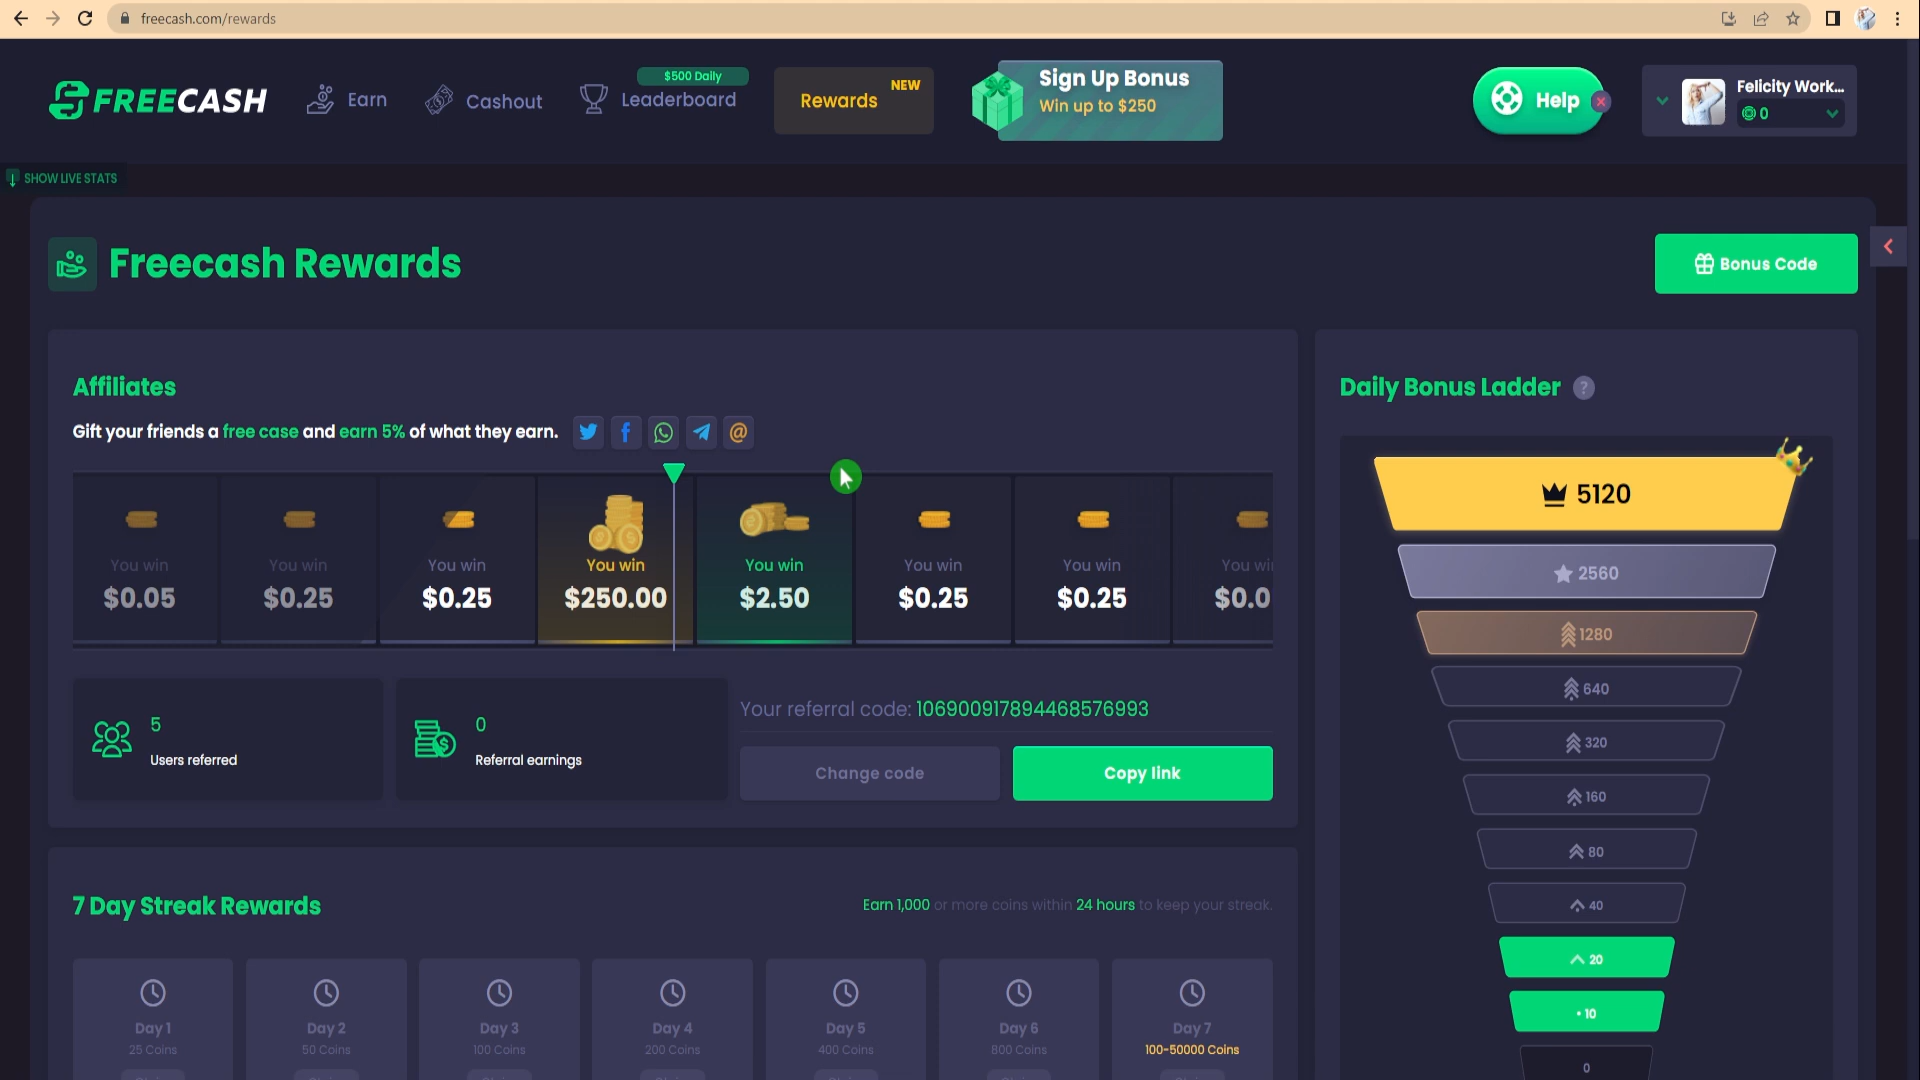 freecash.com/rewards
FREECASH
Earn
Cashout
$500 Daily
Leaderboard
Rewards
NEW
Sign Up Bonus
Win up to $250
Help
Felicity Work...
0
SHOW LIVE STATS
Freecash Rewards
Bonus Code
Affiliates
Gift your friends a free case and earn 5% of what they earn.
You win
$0.05
You win
$0.25
You win
$0.25
You win
$250.00
You win
$2.50
You win
$0.25
You win
$0.25
You wi
$0.0
5
Users referred
0
Referral earnings
Your referral code: 106900917894468576993
Change code
Copy link
7 Day Streak Rewards
Earn 1,000 or more coins within 24 hours to keep your streak.
Day 1
25 Coins
Day 2
50 Coins
Day 3
100 Coins
Day 4
200 Coins
Day 5
400 Coins
Day 6
800 Coins
Day 7
100-50000 Coins
Daily Bonus Ladder ?
5120
2560
1280
640
320
160
80
40
20
10
0